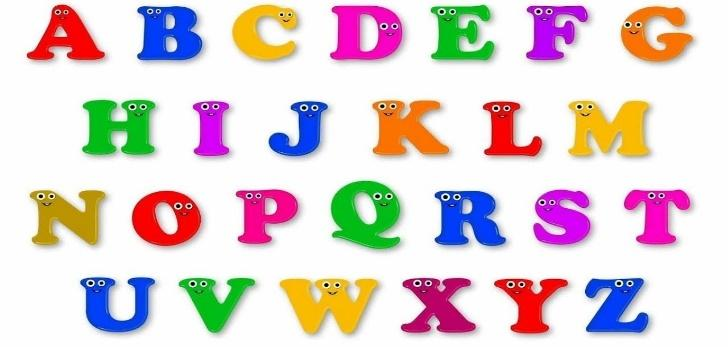 A B C D E F G
H I J K L M
N O P Q R S T
U V W X Y Z